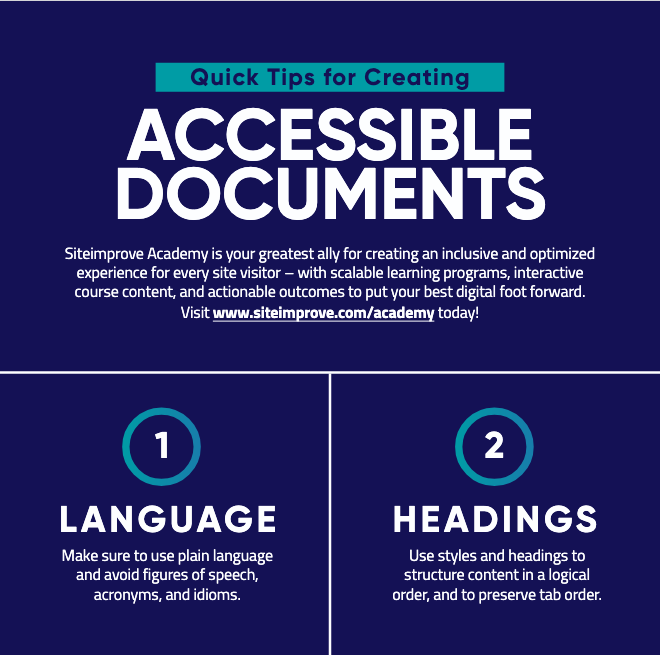 Quick Tips for Creating
ACCESSIBLE
DOCUMENTS
Siteimprove Academy is your greatest ally for creating an inclusive and optimized
experience for every site visitor – with scalable learning programs, interactive
course content, and actionable outcomes to put your best digital foot forward.
Visit www.siteimprove.com/academy today!
1
LANGUAGE
Make sure to use plain language
and avoid figures of speech,
acronyms, and idioms.
2
HEADINGS
Use styles and headings to
structure content in a logical
order, and to preserve tab order.